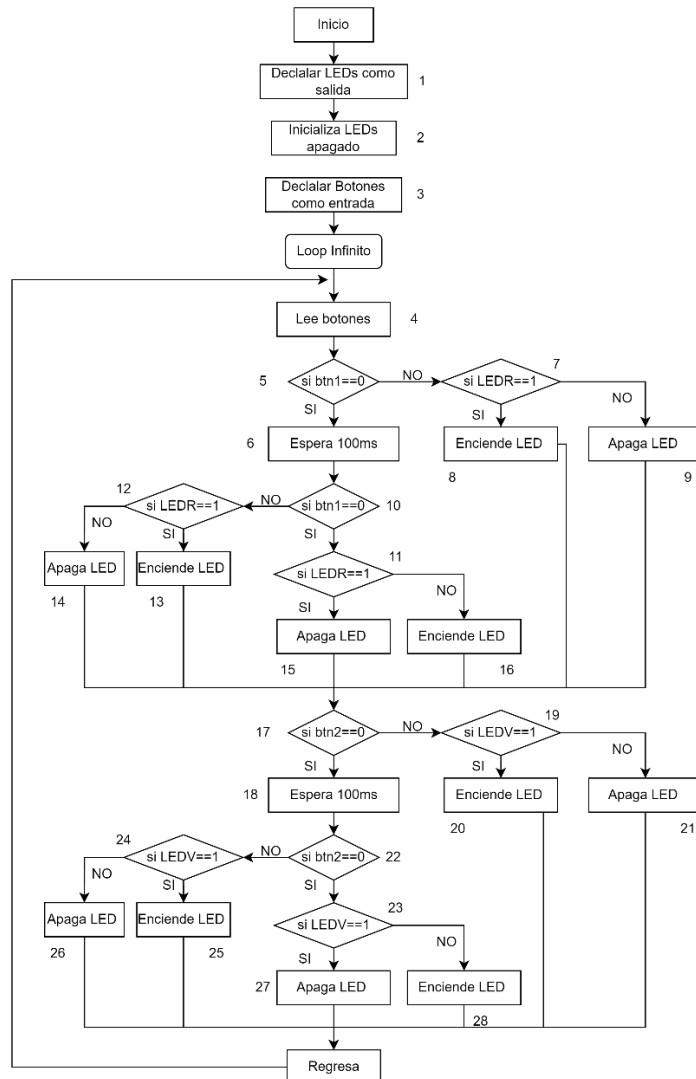 Inicio
Declalar LEDs como
salida
1
Inicializa LEDs
apagado
2
Declalar Botones
como entrada
3
Loop Infinito
Lee botones
4
5
si btn1==0
NO
si LEDR==1
7
NO
SI
SI
6
Espera 100ms
Enciende LED
8
Apaga LED
9
12
si LEDR==1
NO
si btn1==0
10
NO
SI
SI
11
Apaga LED
14
Enciende LED
13
si LEDR==1
NO
SI
Apaga LED
15
Enciende LED
16
17
si btn2==0
NO
si LEDV==1
19
NO
SI
SI
18
Espera 100ms
Enciende LED
20
Apaga LED
21
24
si LEDV==1
NO
si btn2==0
22
NO
SI
SI
23
Apaga LED
26
Enciende LED
25
si LEDV==1
NO
SI
27
Apaga LED
Enciende LED
28
Regresa